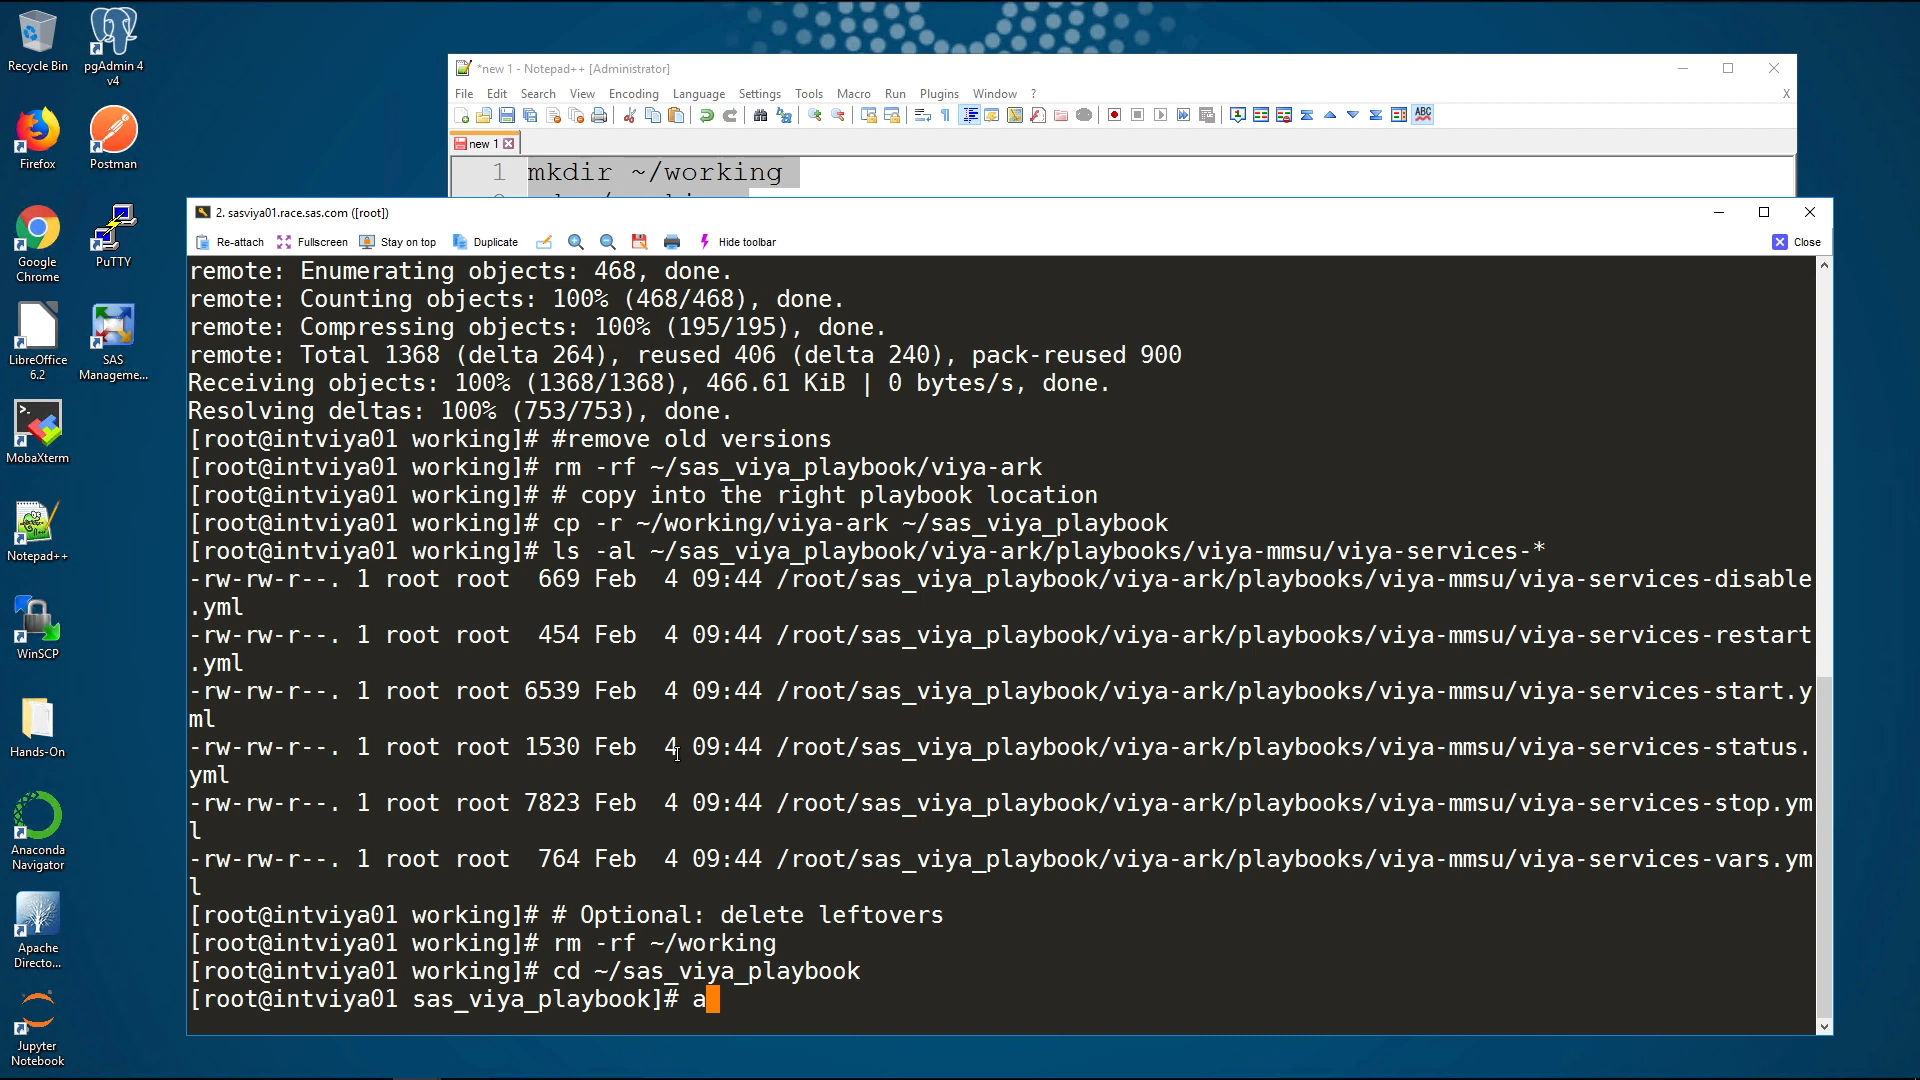 Recycle Bin
pgAdmin 4
v4
Firefox
Postman
Google
Chrome
PuTTY
LibreOffice
6.2
SAS
Manageme...
MobaXterm
Notepad++
WinSCP
Hands-On
Anaconda
Navigator
Apache
Directo...
Jupyter
Notebook
*new 1 - Notepad++ [Administrator]
File Edit Search View Encoding Language Settings Tools Macro Run Plugins Window ? X
new 1
1 mkdir ~/working
2. sasviya01.race.sas.com ([root])
Re-attach Fullscreen Stay on top Duplicate Hide toolbar Close
remote: Enumerating objects: 468, done.
remote: Counting objects: 100% (468/468), done.
remote: Compressing objects: 100% (195/195), done.
remote: Total 1368 (delta 264), reused 406 (delta 240), pack-reused 900
Receiving objects: 100% (1368/1368), 466.61 KiB | 0 bytes/s, done.
Resolving deltas: 100% (753/753), done.
[root@intviya01 working]# #remove old versions
[root@intviya01 working]# rm -rf ~/sas_viya_playbook/viya-ark
[root@intviya01 working]# # copy into the right playbook location
[root@intviya01 working]# cp -r ~/working/viya-ark ~/sas_viya_playbook
[root@intviya01 working]# ls -al ~/sas_viya_playbook/viya-ark/playbooks/viya-mmsu/viya-services-*
-rw-rw-r--. 1 root root  669 Feb  4 09:44 /root/sas_viya_playbook/viya-ark/playbooks/viya-mmsu/viya-services-disable
.yml
-rw-rw-r--. 1 root root  454 Feb  4 09:44 /root/sas_viya_playbook/viya-ark/playbooks/viya-mmsu/viya-services-restart
.yml
-rw-rw-r--. 1 root root 6539 Feb  4 09:44 /root/sas_viya_playbook/viya-ark/playbooks/viya-mmsu/viya-services-start.y
ml
-rw-rw-r--. 1 root root 1530 Feb  4 09:44 /root/sas_viya_playbook/viya-ark/playbooks/viya-mmsu/viya-services-status.
yml
-rw-rw-r--. 1 root root 7823 Feb  4 09:44 /root/sas_viya_playbook/viya-ark/playbooks/viya-mmsu/viya-services-stop.ym
l
-rw-rw-r--. 1 root root  764 Feb  4 09:44 /root/sas_viya_playbook/viya-ark/playbooks/viya-mmsu/viya-services-vars.ym
l
[root@intviya01 working]# # Optional: delete leftovers
[root@intviya01 working]# rm -rf ~/working
[root@intviya01 working]# cd ~/sas_viya_playbook
[root@intviya01 sas_viya_playbook]# a